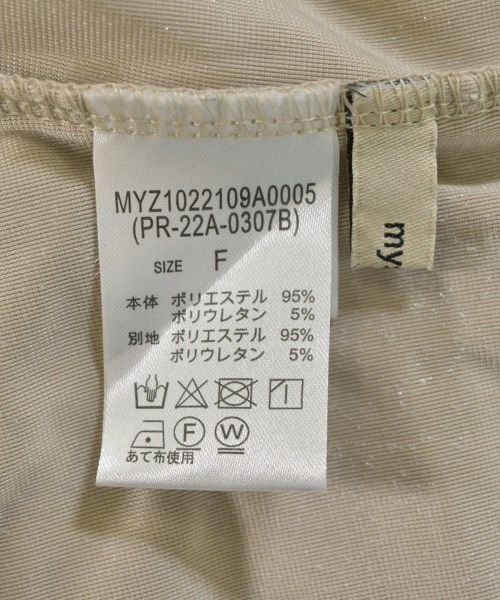 MYZ1022109A0005
(PR-22A-0307B)
SIZE F
本体 ポリエステル 95%
ポリウレタン 5%
別地 ポリエステル 95%
ポリウレタン 5%
F W
あて布使用
my